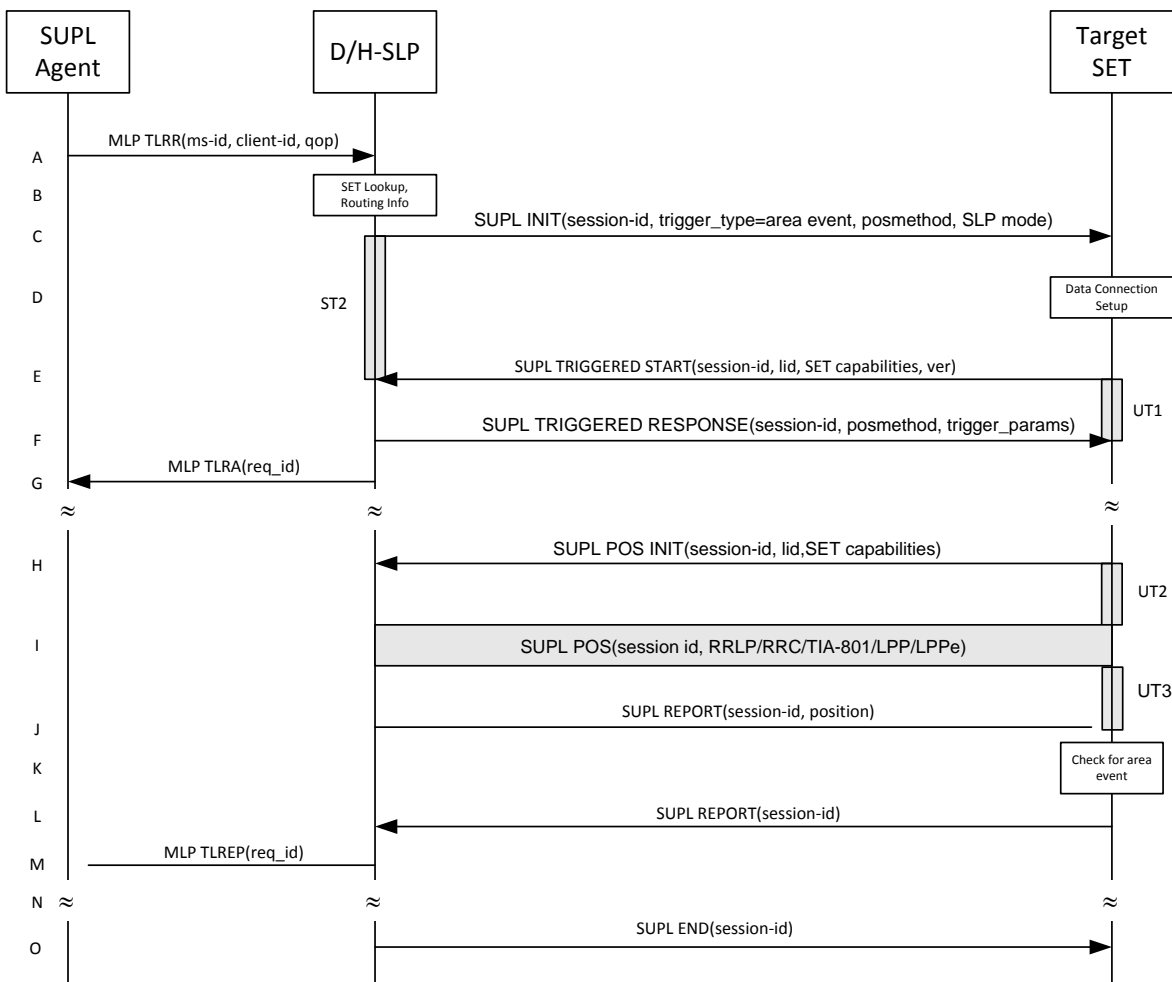 SUPL
Agent
D/H-SLP
Target
SET
A
MLP TLRR(ms-id, client-id, qop)
B
SET Lookup,
Routing Info
C
SUPL INIT(session-id, trigger_type=area event, posmethod, SLP mode)
D
ST2
Data Connection
Setup
E
SUPL TRIGGERED START(session-id, lid, SET capabilities, ver)
UT1
F
SUPL TRIGGERED RESPONSE(session-id, posmethod, trigger_params)
G
MLP TLRA(req_id)
≈ ≈ ≈
H
SUPL POS INIT(session-id, lid,SET capabilities)
UT2
I
SUPL POS(session id, RRLP/RRC/TIA-801/LPP/LPPe)
UT3
J
SUPL REPORT(session-id, position)
K
Check for area
event
L
SUPL REPORT(session-id)
M
MLP TLREP(req_id)
N ≈ ≈ ≈
O
SUPL END(session-id)